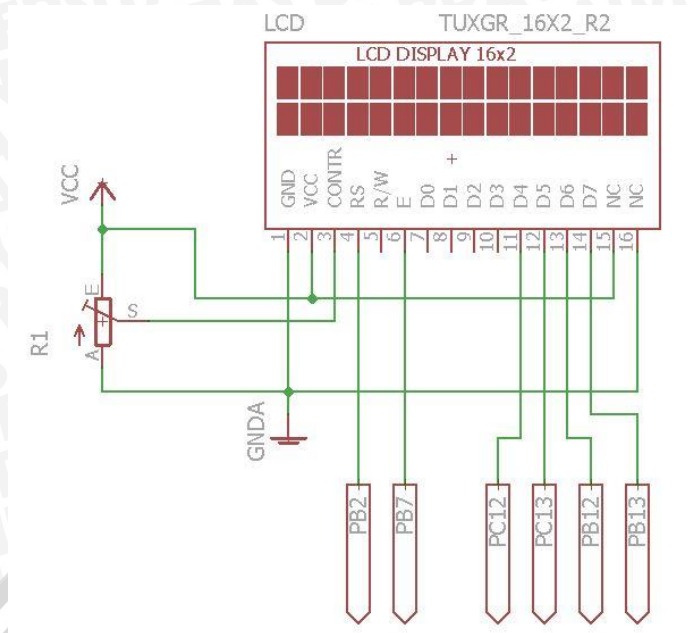 LCD
TUXGR_16X2_R2
LCD DISPLAY 16x2
GND
VCC
CONTR
RS
R/W
E
D0
D1
D2
D3
D4
D5
D6
D7
NC
NC
1
2
3
4
5
6
7
8
9
10
11
12
13
14
15
16
VCC
E
S
A
R1
GNDA
PB2
PB7
PC12
PC13
PB12
PB13